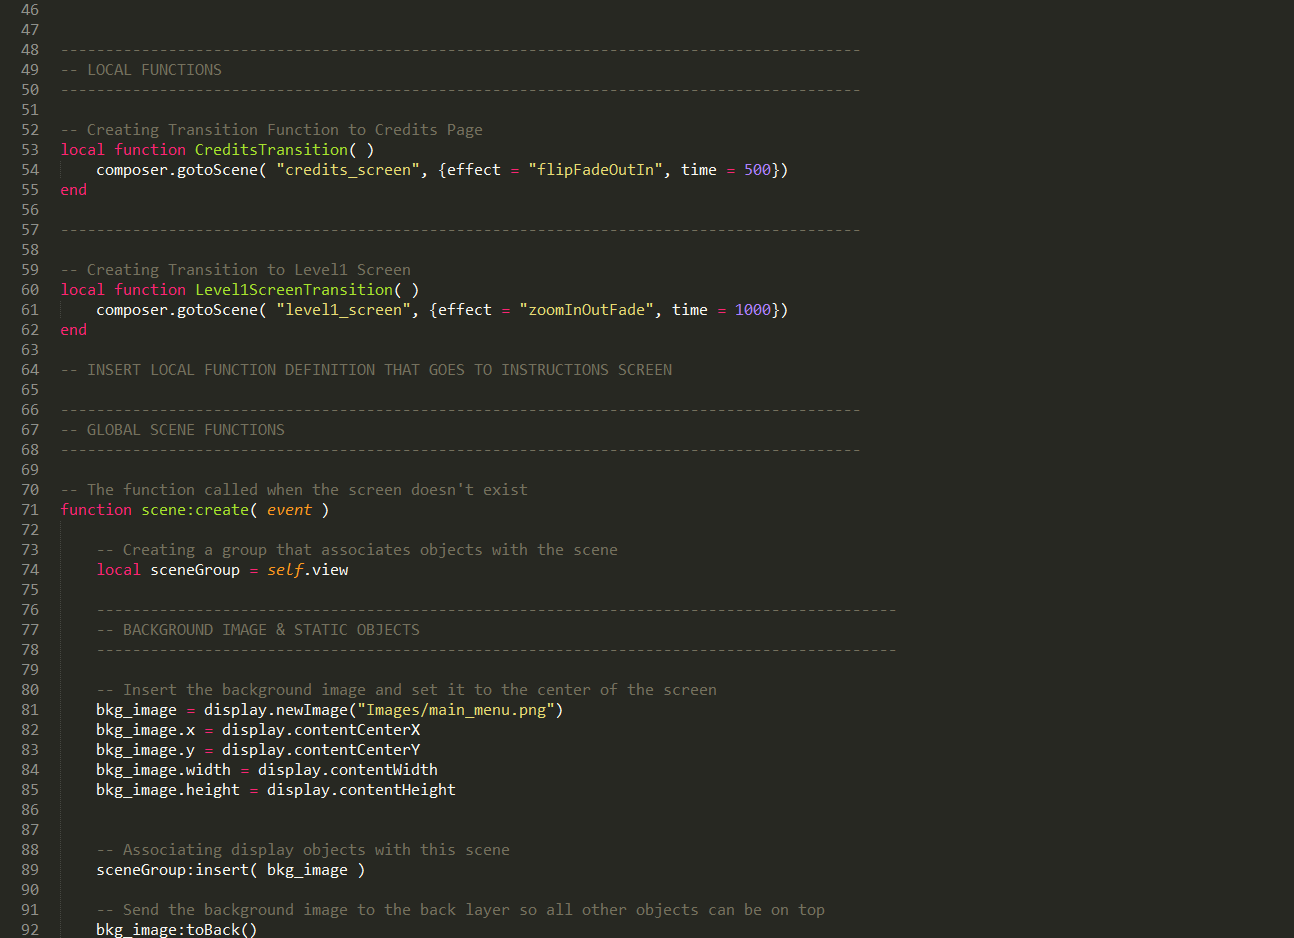 46
47
48 -----------------------------------------------------------------------------------------
49 -- LOCAL FUNCTIONS
50 -----------------------------------------------------------------------------------------
51
52 -- Creating Transition Function to Credits Page
53 local function CreditsTransition( )
54     composer.gotoScene( "credits_screen", {effect = "flipFadeOutIn", time = 500})
55 end
56
57 -----------------------------------------------------------------------------------------
58
59 -- Creating Transition to Level1 Screen
60 local function Level1ScreenTransition( )
61     composer.gotoScene( "level1_screen", {effect = "zoomInOutFade", time = 1000})
62 end
63
64 -- INSERT LOCAL FUNCTION DEFINITION THAT GOES TO INSTRUCTIONS SCREEN
65
66 -----------------------------------------------------------------------------------------
67 -- GLOBAL SCENE FUNCTIONS
68 -----------------------------------------------------------------------------------------
69
70 -- The function called when the screen doesn't exist
71 function scene:create( event )
72
73     -- Creating a group that associates objects with the scene
74     local sceneGroup = self.view
75
76     -----------------------------------------------------------------------------------------
77     -- BACKGROUND IMAGE & STATIC OBJECTS
78     -----------------------------------------------------------------------------------------
79
80     -- Insert the background image and set it to the center of the screen
81     bkg_image = display.newImage("Images/main_menu.png")
82     bkg_image.x = display.contentCenterX
83     bkg_image.y = display.contentCenterY
84     bkg_image.width = display.contentWidth
85     bkg_image.height = display.contentHeight
86
87
88     -- Associating display objects with this scene
89     sceneGroup:insert( bkg_image )
90
91     -- Send the background image to the back layer so all other objects can be on top
92     bkg_image:toBack()